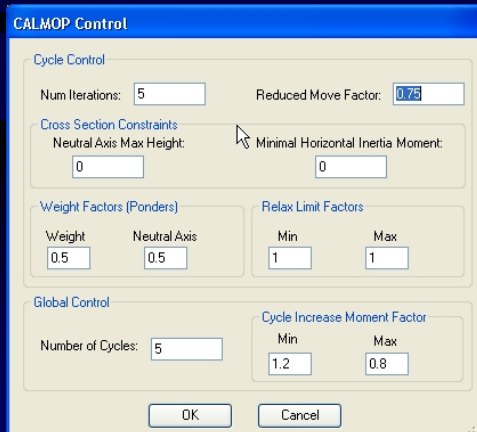 CALMOP Control
Cycle Control
Num Iterations: 5 Reduced Move Factor: 0.75
Cross Section Constraints
Neutral Axis Max Height: Minimal Horizontal Inertia Moment:
0 0
Weight Factors (Ponders) Relax Limit Factors
Weight Neutral Axis Min Max
0.5 0.5 1 1
Global Control
Cycle Increase Moment Factor
Number of Cycles: 5 Min Max
1.2 0.8
OK Cancel